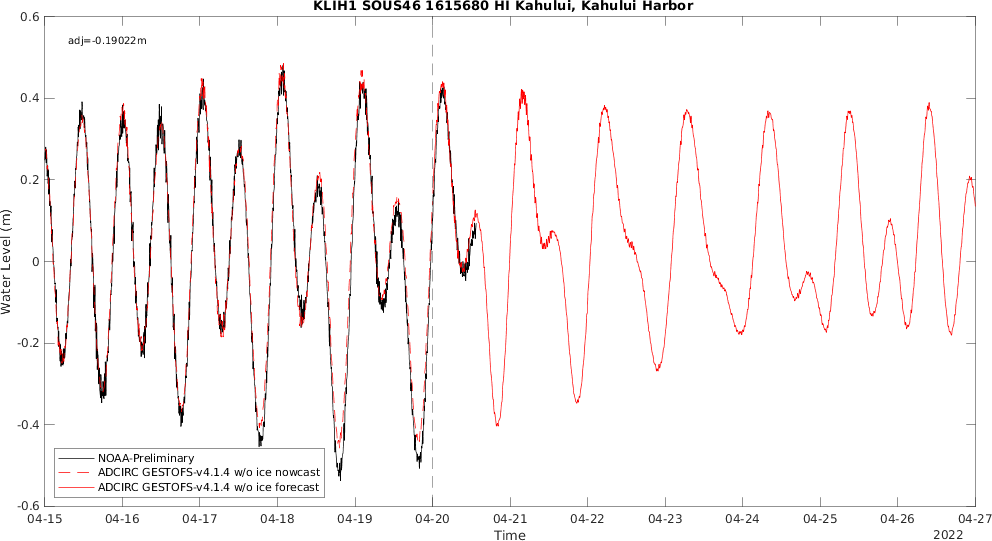 KLIH1 SOUS46 1615680 HI Kahului, Kahului Harbor
adj=-0.19022m
0.6
0.4
0.2
0
-0.2
-0.4
-0.6
Water Level (m)
NOAA-Preliminary
ADCIRC GESTOFS-v4.1.4 w/o ice nowcast
ADCIRC GESTOFS-v4.1.4 w/o ice forecast
04-15 04-16 04-17 04-18 04-19 04-20 04-21 04-22 04-23 04-24 04-25 04-26 04-27
Time
2022